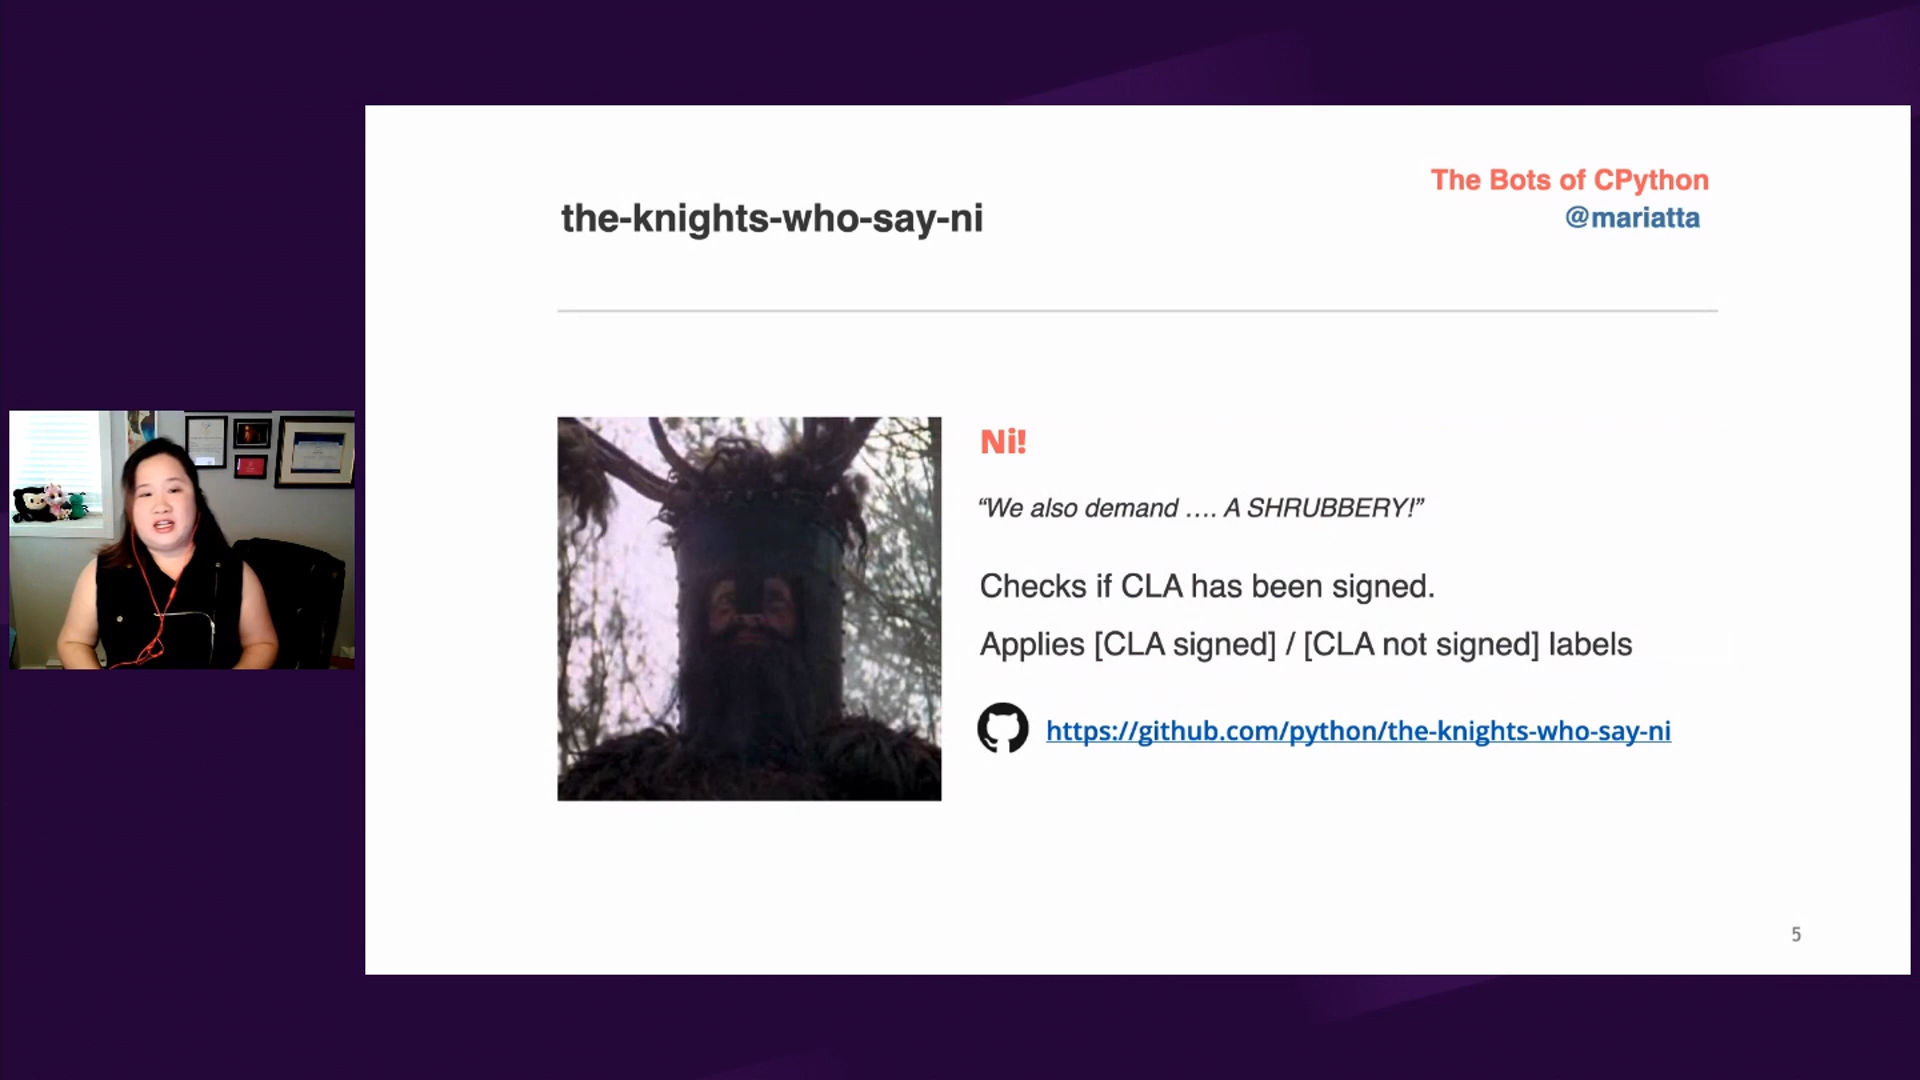 the-knights-who-say-ni
The Bots of CPython
@mariatta
Ni!
“We also demand .... A SHRUBBERY!”
Checks if CLA has been signed.
Applies [CLA signed] / [CLA not signed] labels
https://github.com/python/the-knights-who-say-ni
5